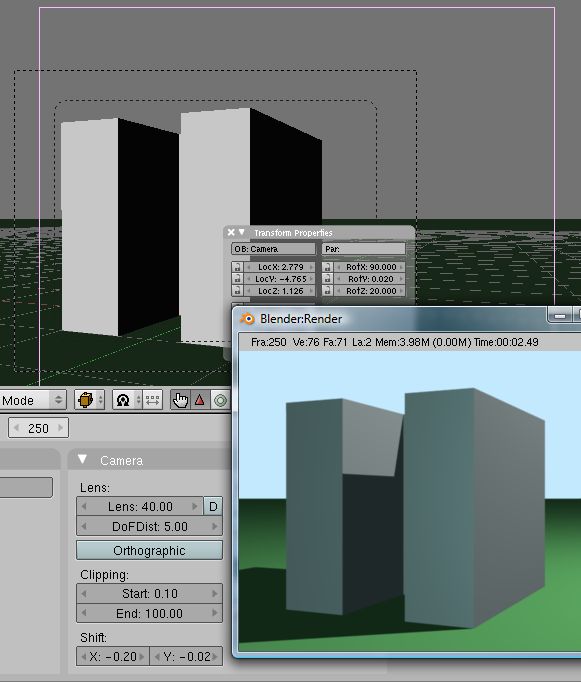 Transform Properties
OB: Camera
Par:
LocX: 2.779
RotX: 90.000
LocY: -4.765
RotY: 0.020
LocZ: 1.126
RotZ: 20.000
Blender:Render
Fra:250 Ve:76 Fa:71 La:2 Mem:3.98M (0.00M) Time:00:02.49
Mode
250
Camera
Lens:
Lens: 40.00
D
DoFDist: 5.00
Orthographic
Clipping:
Start: 0.10
End: 100.00
Shift:
X: -0.20
Y: -0.02